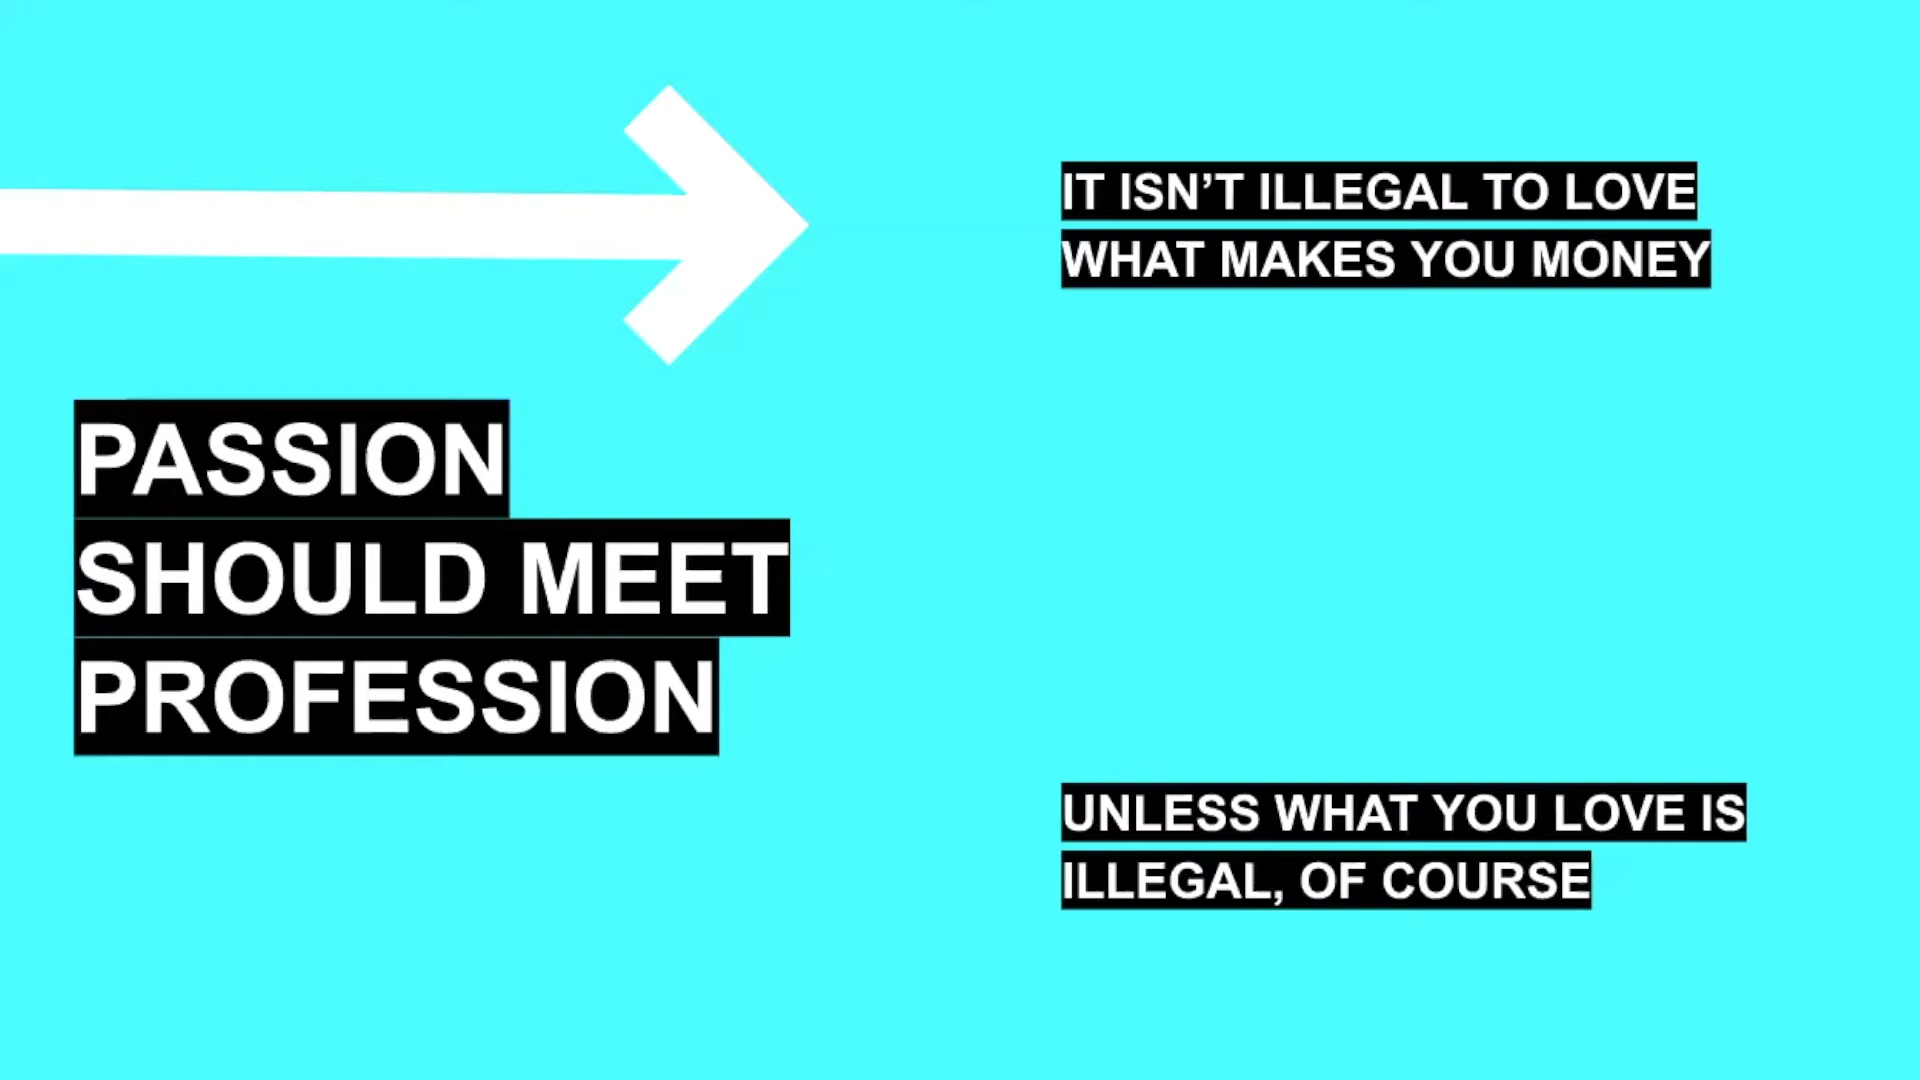 PASSION
SHOULD MEET
PROFESSION
IT ISN’T ILLEGAL TO LOVE
WHAT MAKES YOU MONEY
UNLESS WHAT YOU LOVE IS
ILLEGAL, OF COURSE